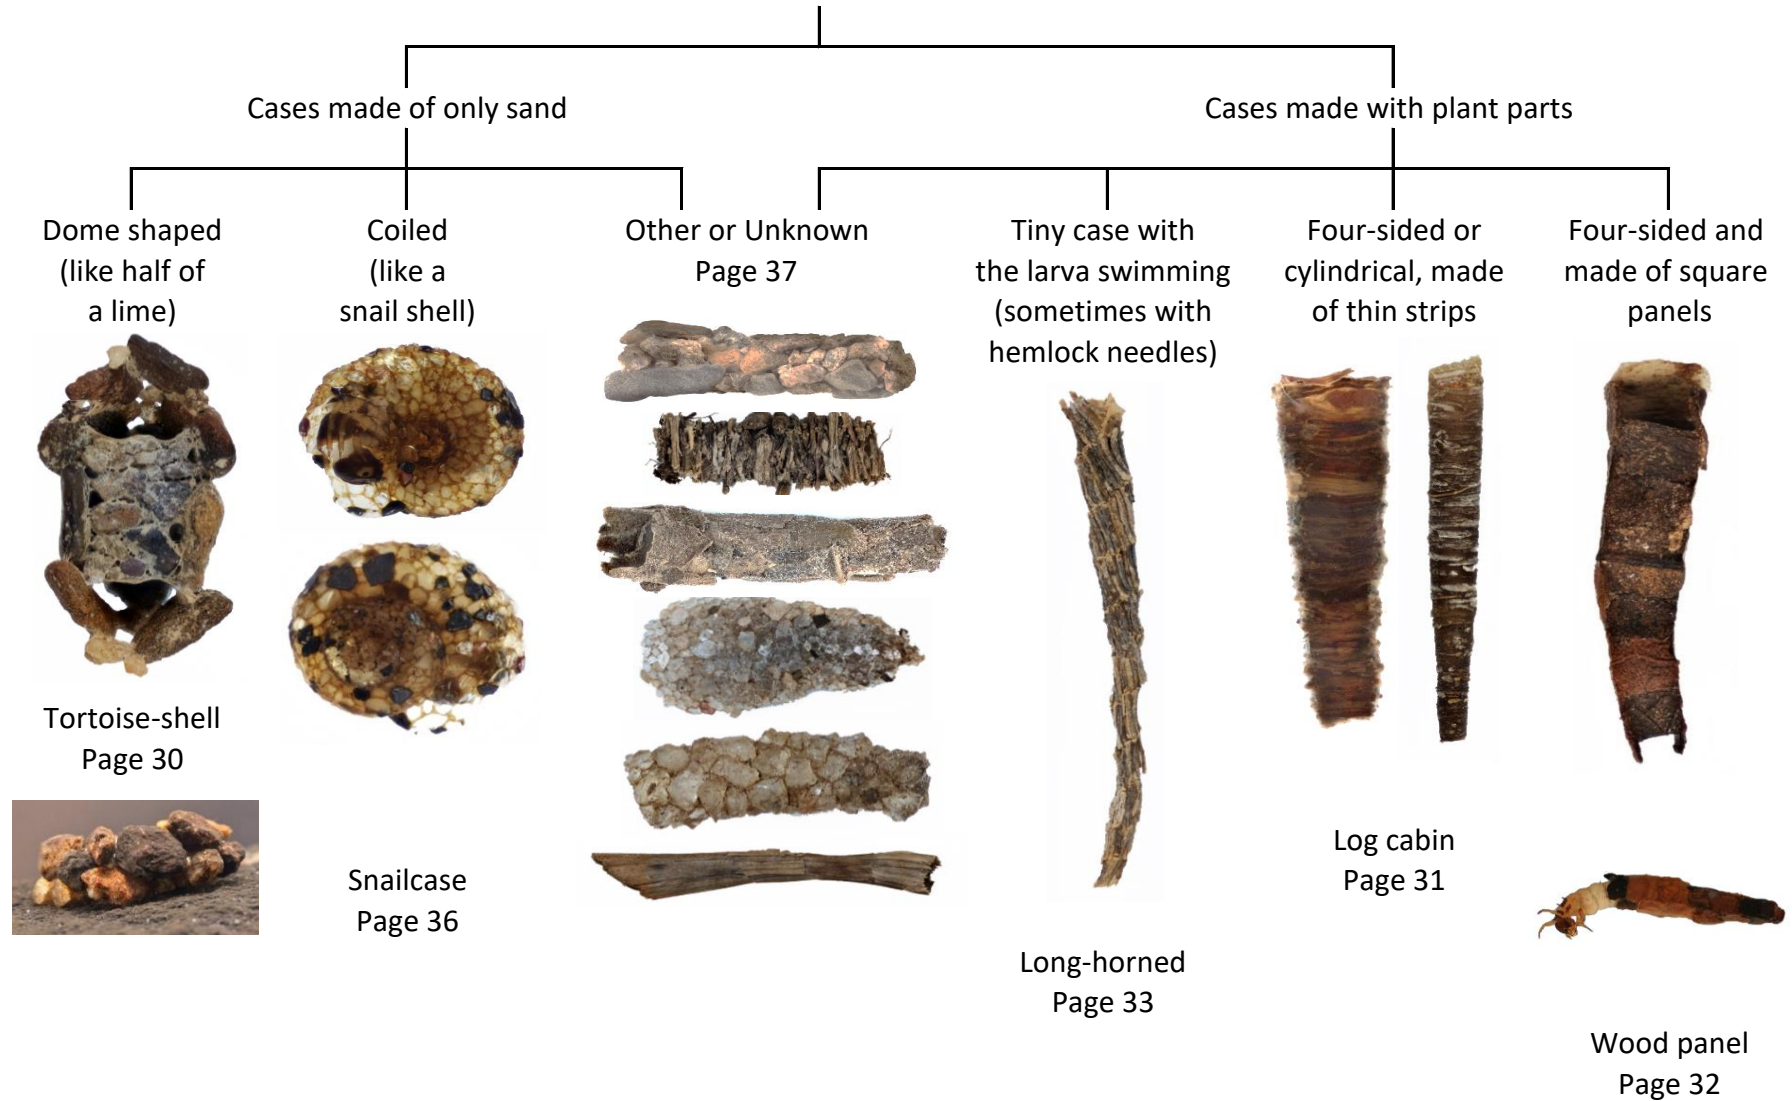 Cases made of only sand
Cases made with plant parts
Dome shaped
(like half of
a lime)
Coiled
(like a
snail shell)
Other or Unknown
Page 37
Tiny case with
the larva swimming
(sometimes with
hemlock needles)
Four-sided or
cylindrical, made
of thin strips
Four-sided and
made of square
panels
Tortoise-shell
Page 30
Snailcase
Page 36
Long-horned
Page 33
Log cabin
Page 31
Wood panel
Page 32